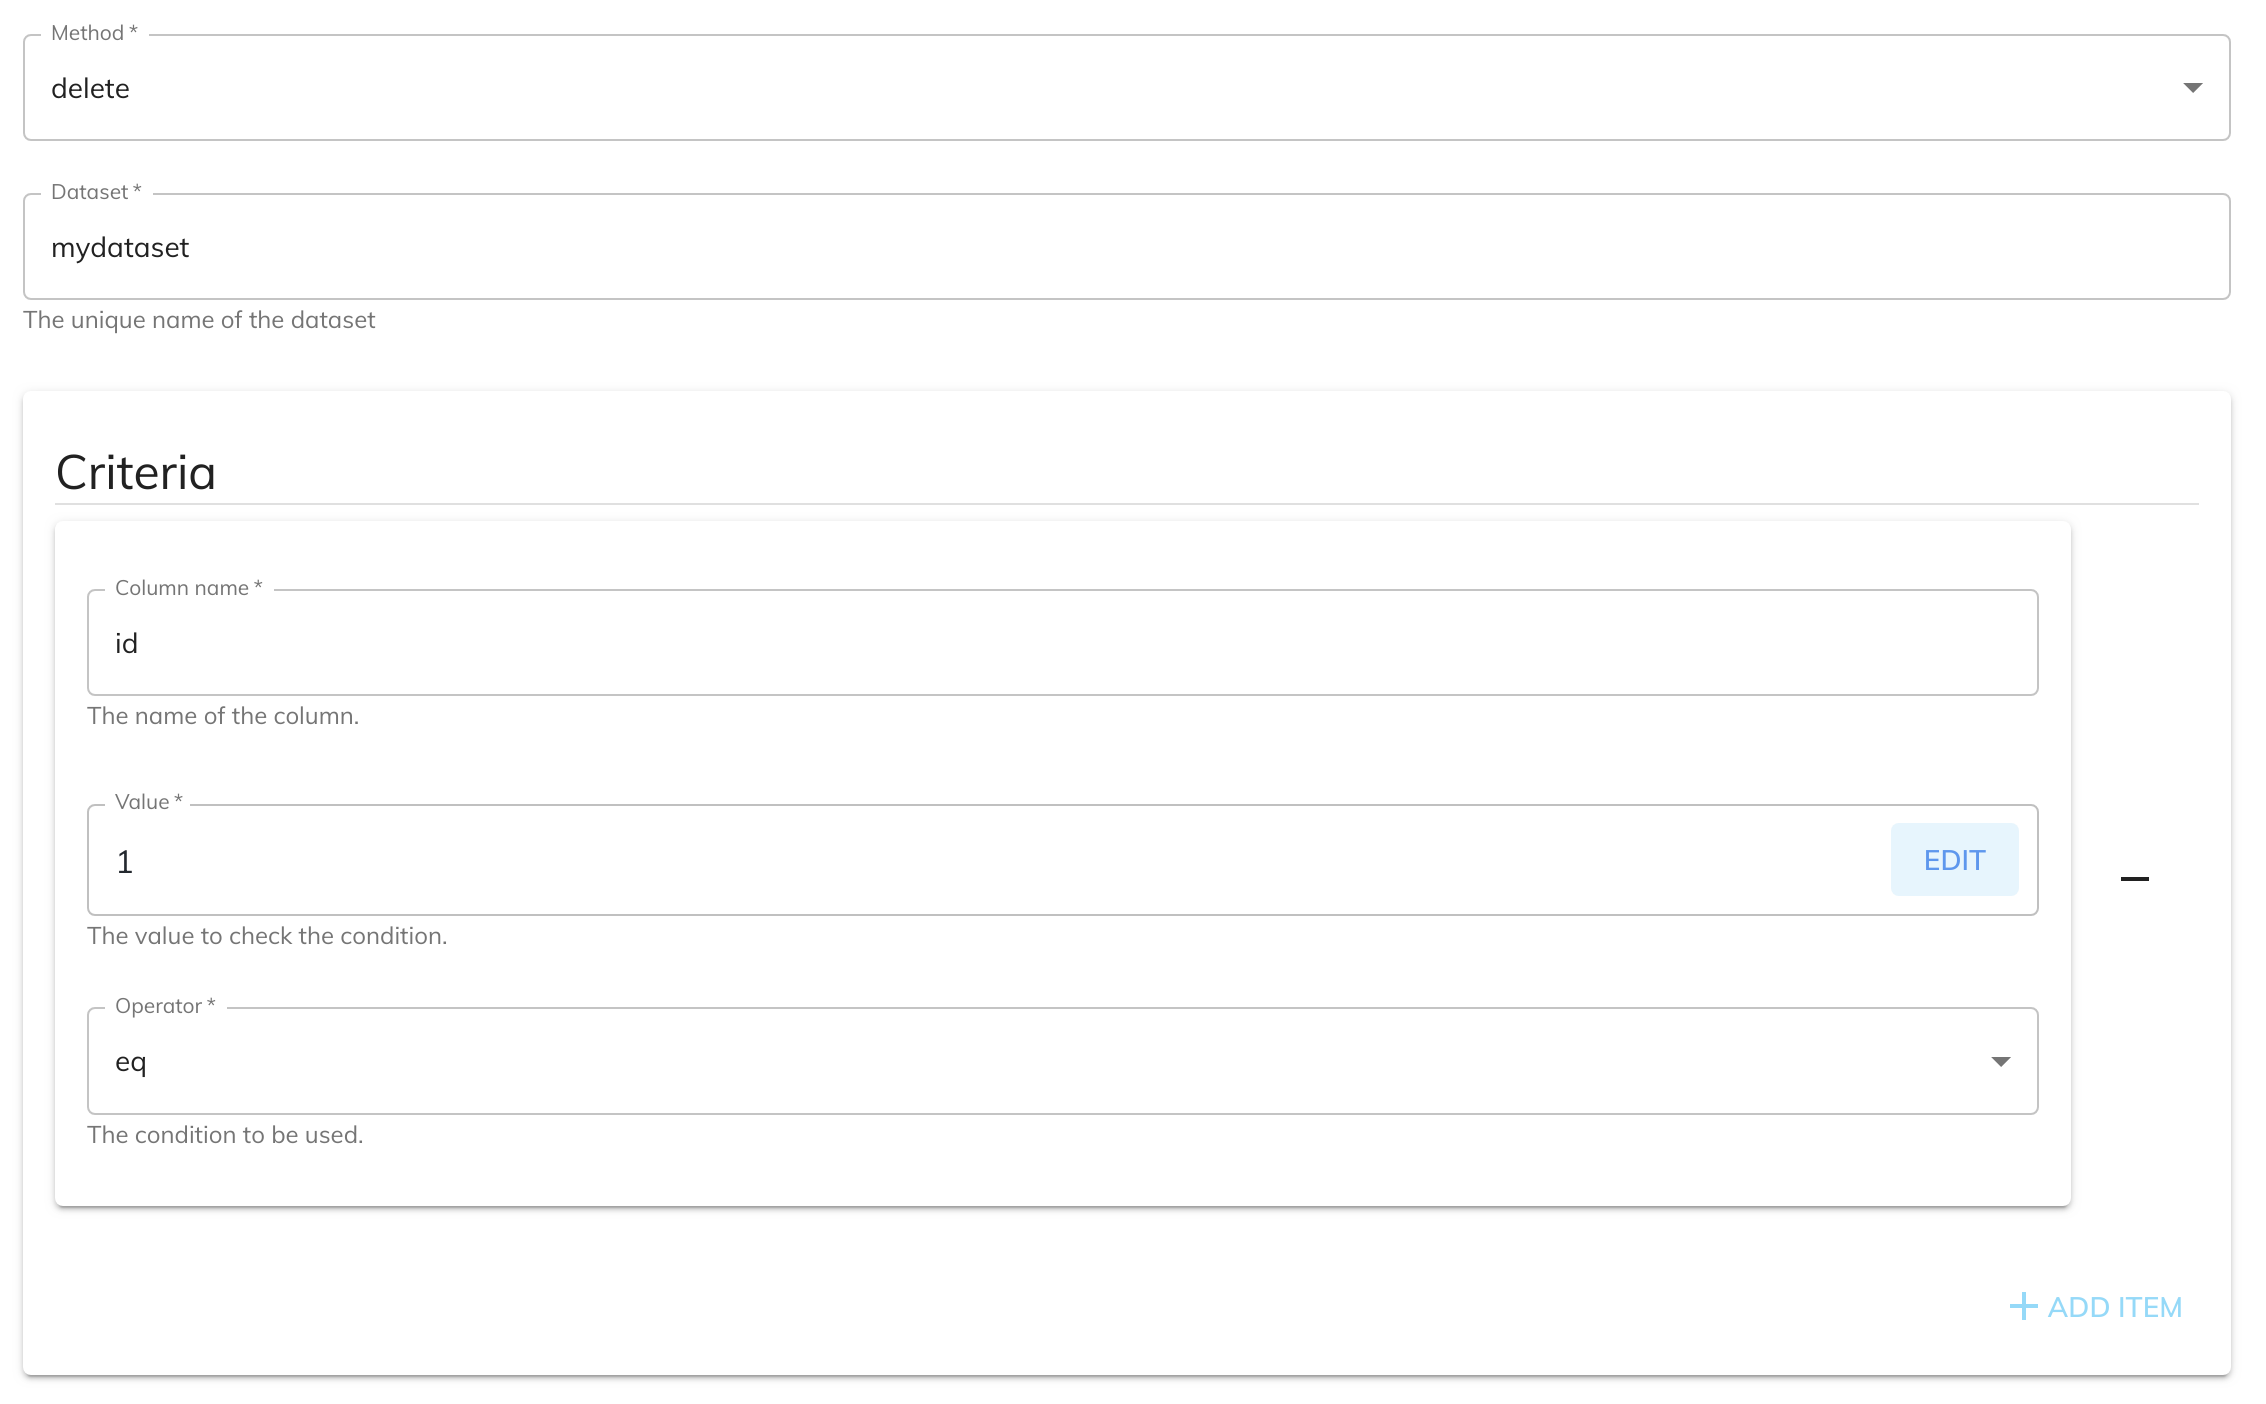 Method *
delete
Dataset *
mydataset
The unique name of the dataset
Criteria
Column name *
id
The name of the column.
Value *
1
EDIT
The value to check the condition.
Operator *
eq
The condition to be used.
ADD ITEM